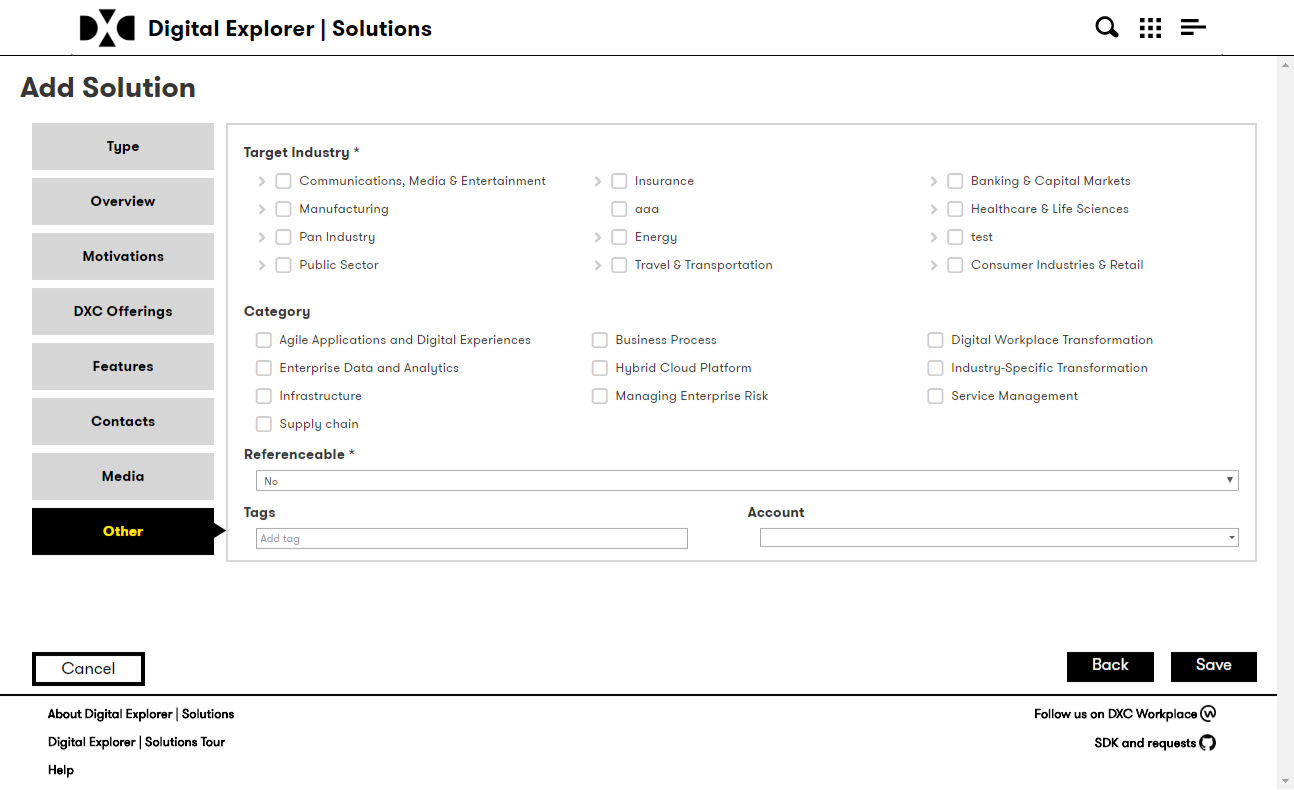 DXC Digital Explorer | Solutions
Add Solution
Type
Overview
Motivations
DXC Offerings
Features
Contacts
Media
Other
Target Industry *
Communications, Media & Entertainment
Insurance
Banking & Capital Markets
Manufacturing
aaa
Healthcare & Life Sciences
Pan Industry
Energy
test
Public Sector
Travel & Transportation
Consumer Industries & Retail
Category
Agile Applications and Digital Experiences
Business Process
Digital Workplace Transformation
Enterprise Data and Analytics
Hybrid Cloud Platform
Industry-Specific Transformation
Infrastructure
Managing Enterprise Risk
Service Management
Supply chain
Referenceable *
No
Tags
Account
Add tag
Cancel
Back
Save
About Digital Explorer | Solutions
Follow us on DXC Workplace
Digital Explorer | Solutions Tour
SDK and requests
Help